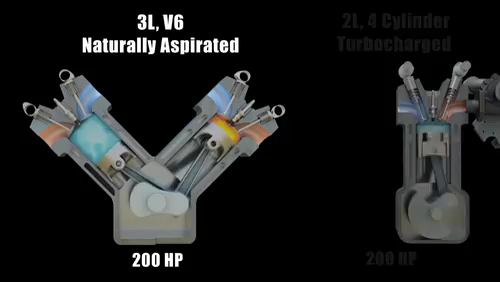 3L, V6
Naturally Aspirated
2L, 4 Cylinder
Turbocharged
200 HP
200 HP